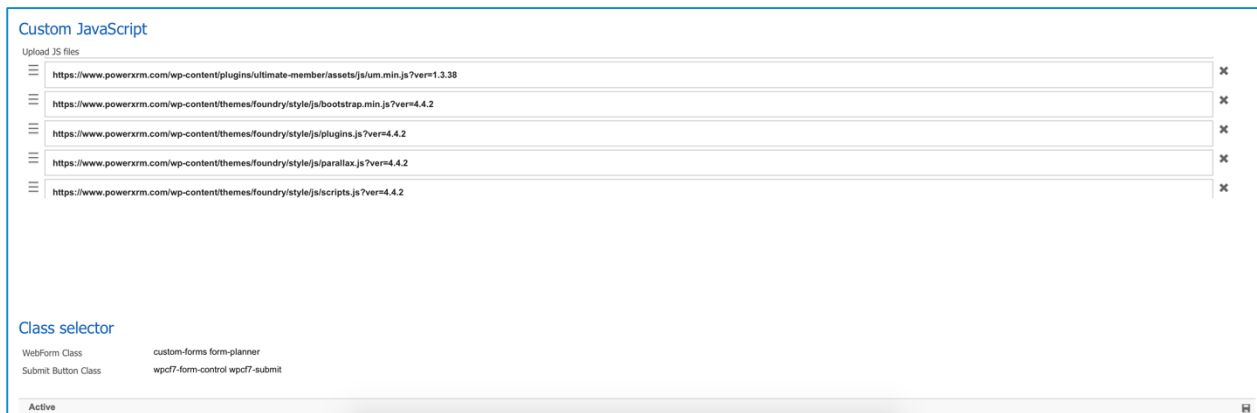 Custom JavaScript
Upload JS files
https://www.powerxrm.com/wp-content/plugins/ultimate-member/assets/js/um.min.js?ver=1.3.38
https://www.powerxrm.com/wp-content/themes/foundry/style/js/bootstrap.min.js?ver=4.4.2
https://www.powerxrm.com/wp-content/themes/foundry/style/js/plugins.js?ver=4.4.2
https://www.powerxrm.com/wp-content/themes/foundry/style/js/parallax.js?ver=4.4.2
https://www.powerxrm.com/wp-content/themes/foundry/style/js/scripts.js?ver=4.4.2
Class selector
WebForm Class custom-forms form-planner
Submit Button Class wpcf7-form-control wpcf7-submit
Active